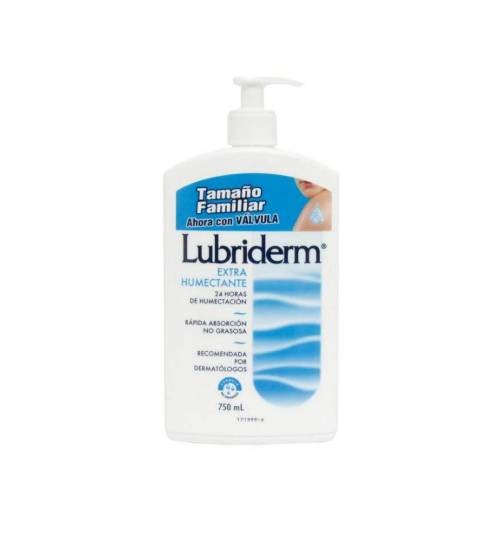 Tamaño
Familiar
Ahora con VÁLVULA
Lubriderm®
EXTRA
HUMECTANTE
24 HORAS
DE HUMECTACIÓN
RÁPIDA ABSORCIÓN
NO GRASOSA
RECOMENDADA
POR
DERMATÓLOGOS
750 mL